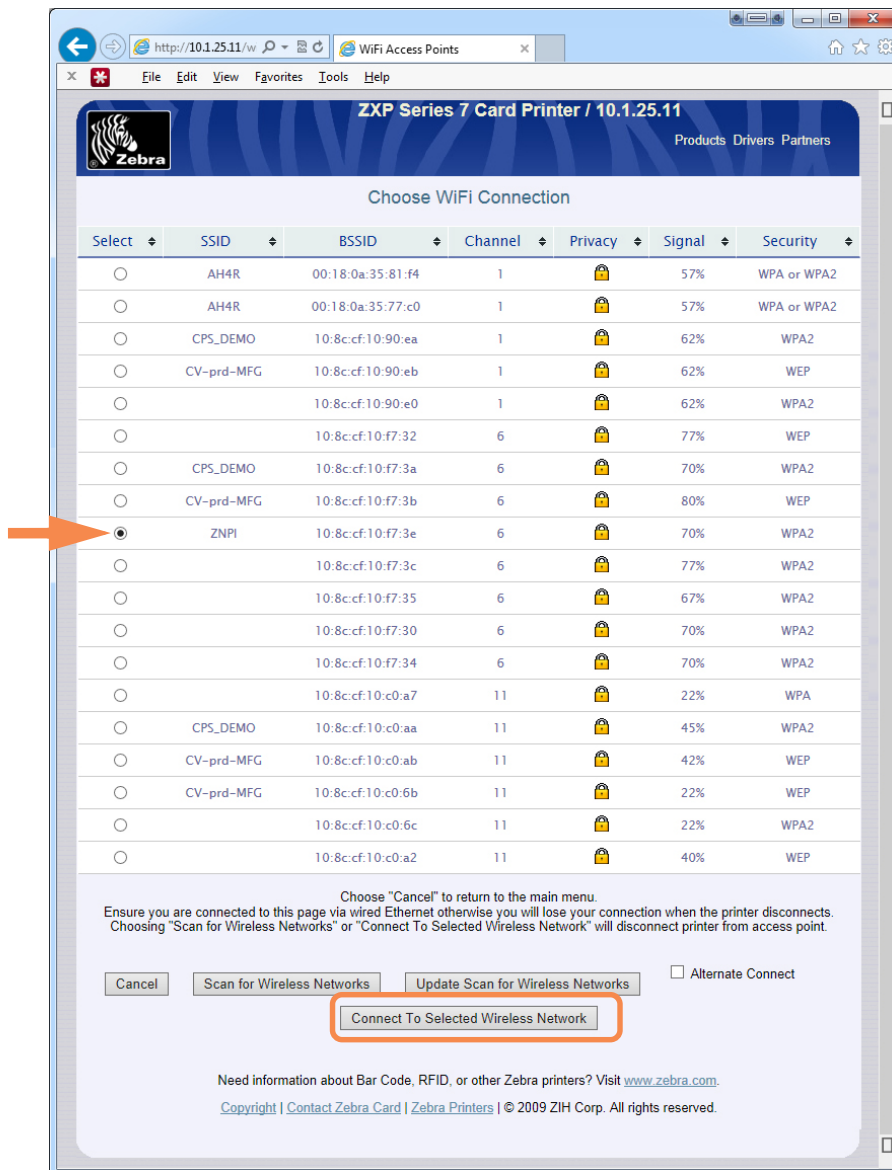 http://10.1.25.11/w
WiFi Access Points
File Edit View Favorites Tools Help
ZXP Series 7 Card Printer / 10.1.25.11
Products Drivers Partners
Zebra
Choose WiFi Connection
Select SSID BSSID Channel Privacy Signal Security
AH4R 00:18:0a:35:81:f4 1 57% WPA or WPA2
AH4R 00:18:0a:35:77:c0 1 57% WPA or WPA2
CPS_DEMO 10:8c:cf:10:90:ea 1 62% WPA2
CV-prd-MFG 10:8c:cf:10:90:eb 1 62% WEP
10:8c:cf:10:90:e0 1 62% WPA2
10:8c:cf:10:f7:32 6 77% WEP
CPS_DEMO 10:8c:cf:10:f7:3a 6 70% WPA2
CV-prd-MFG 10:8c:cf:10:f7:3b 6 80% WEP
ZNPI 10:8c:cf:10:f7:3e 6 70% WPA2
10:8c:cf:10:f7:3c 6 77% WPA2
10:8c:cf:10:f7:35 6 67% WPA2
10:8c:cf:10:f7:30 6 70% WPA2
10:8c:cf:10:f7:34 6 70% WPA2
10:8c:cf:10:c0:a7 11 22% WPA
CPS_DEMO 10:8c:cf:10:c0:aa 11 45% WPA2
CV-prd-MFG 10:8c:cf:10:c0:ab 11 42% WEP
CV-prd-MFG 10:8c:cf:10:c0:6b 11 22% WEP
10:8c:cf:10:c0:6c 11 22% WPA2
10:8c:cf:10:c0:a2 11 40% WEP
Choose "Cancel" to return to the main menu.
Ensure you are connected to this page via wired Ethernet otherwise you will lose your connection when the printer disconnects.
Choosing "Scan for Wireless Networks" or "Connect To Selected Wireless Network" will disconnect printer from access point.
Cancel Scan for Wireless Networks Update Scan for Wireless Networks Alternate Connect
Connect To Selected Wireless Network
Need information about Bar Code, RFID, or other Zebra printers? Visit www.zebra.com.
Copyright | Contact Zebra Card | Zebra Printers | © 2009 ZIH Corp. All rights reserved.